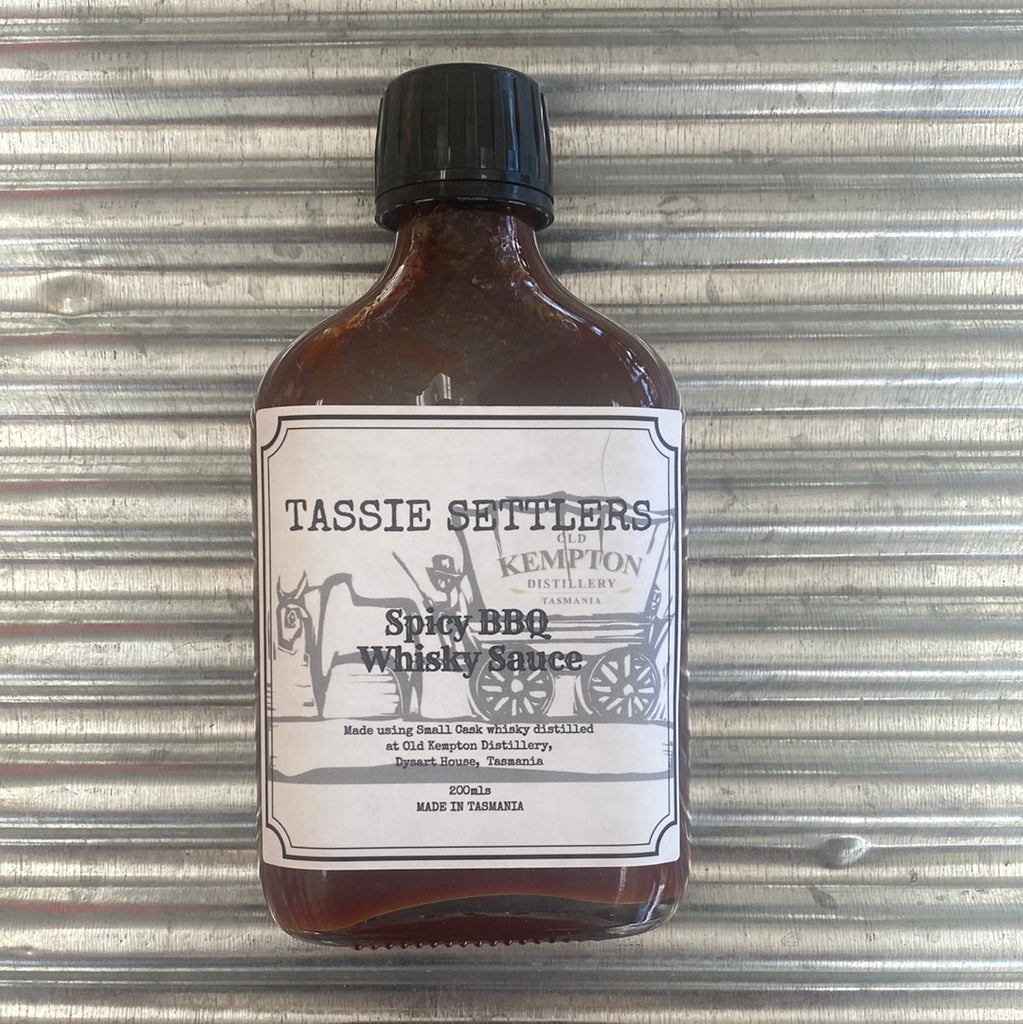 TASSIE SETTLERS
OLD
KEMPTON
DISTILLERY
TASMANIA
Spicy BBQ
Whisky Sauce
Made using Small Cask whisky distilled
at Old Kempton Distillery,
Dysart House, Tasmania
200mls
MADE IN TASMANIA